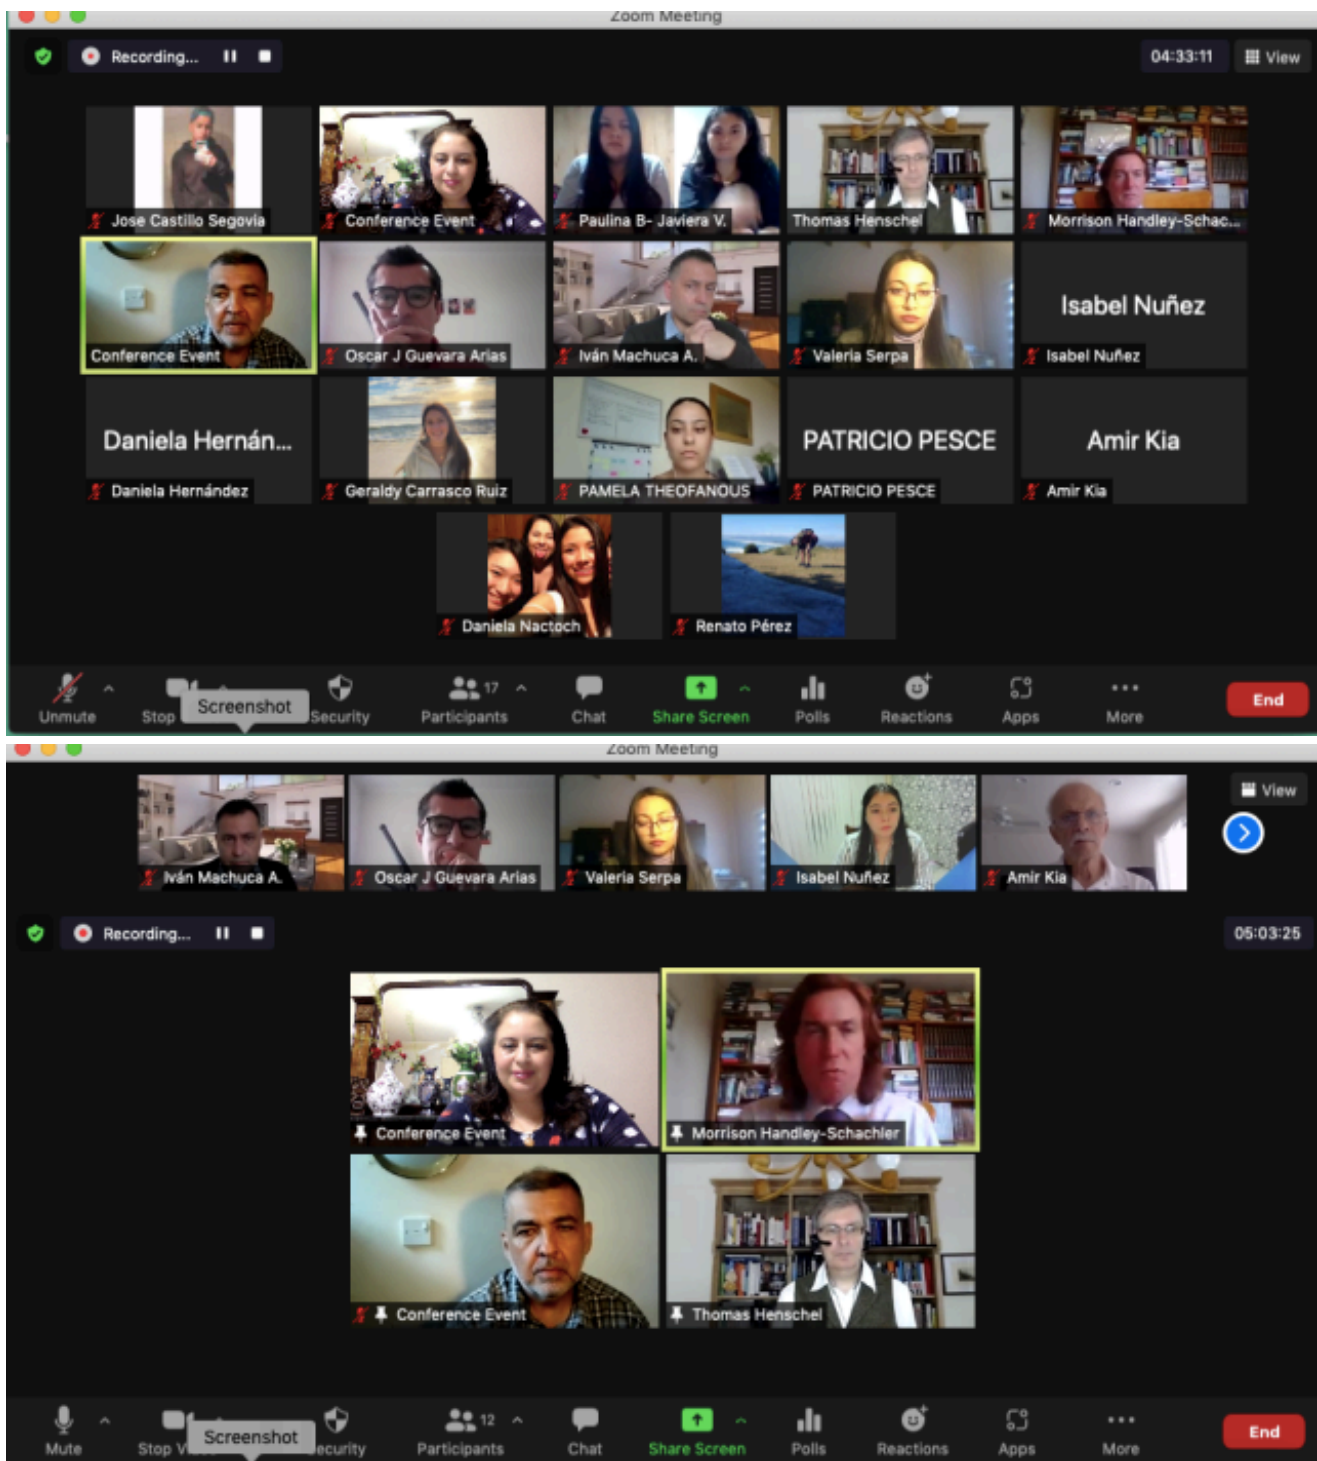 Zoom Meeting
Recording...
04:33:11
View
Jose Castillo Segovia
Conference Event
Paulina B- Javiera V.
Thomas Henschel
Morrison Handley-Schac...
Conference Event
Oscar J Guevara Arias
Iván Machuca A.
Valeria Serpa
Isabel Nuñez
Isabel Nuñez
Daniela Hernán...
Daniela Hernández
Geraldy Carrasco Ruiz
PAMELA THEOFANOUS
PATRICIO PESCE
PATRICIO PESCE
Amir Kia
Amir Kia
Daniela Nactoch
Renato Pérez
Unmute
Stop
Screenshot
Security
17
Participants
Chat
Share Screen
Polls
Reactions
Apps
More
End
Zoom Meeting
View
Iván Machuca A.
Oscar J Guevara Arias
Valeria Serpa
Isabel Nuñez
Amir Kia
Recording...
05:03:25
Conference Event
Morrison Handley-Schachler
Conference Event
Thomas Henschel
Mute
Stop V
Screenshot
ecurity
12
Participants
Chat
Share Screen
Polls
Reactions
Apps
More
End